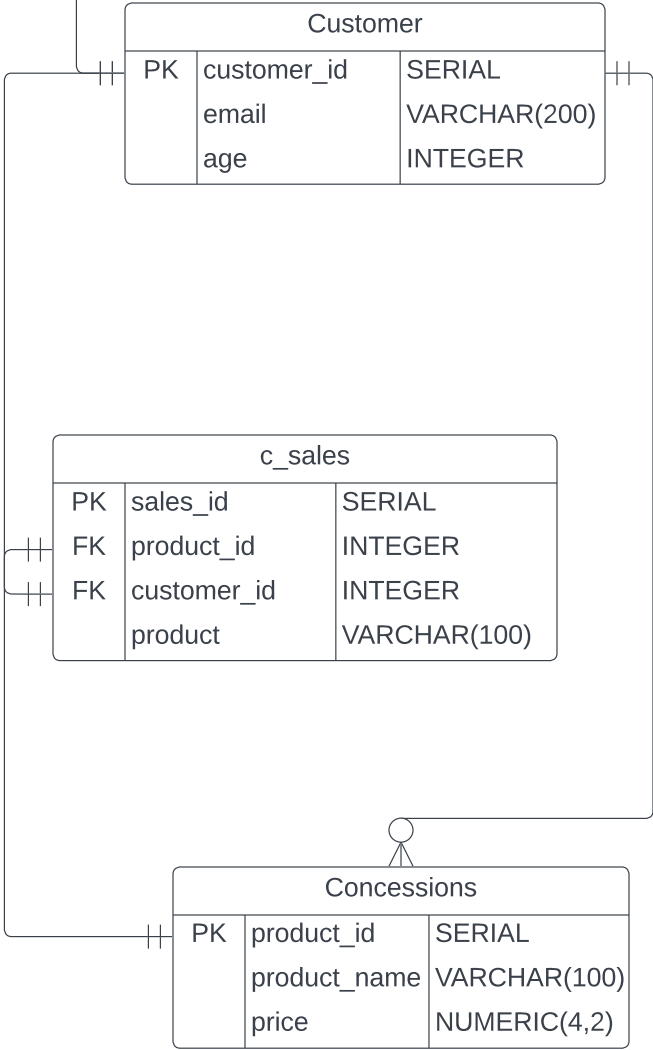 Customer
PK customer_id SERIAL
email VARCHAR(200)
age INTEGER
c_sales
PK sales_id SERIAL
FK product_id INTEGER
FK customer_id INTEGER
product VARCHAR(100)
Concessions
PK product_id SERIAL
product_name VARCHAR(100)
price NUMERIC(4,2)